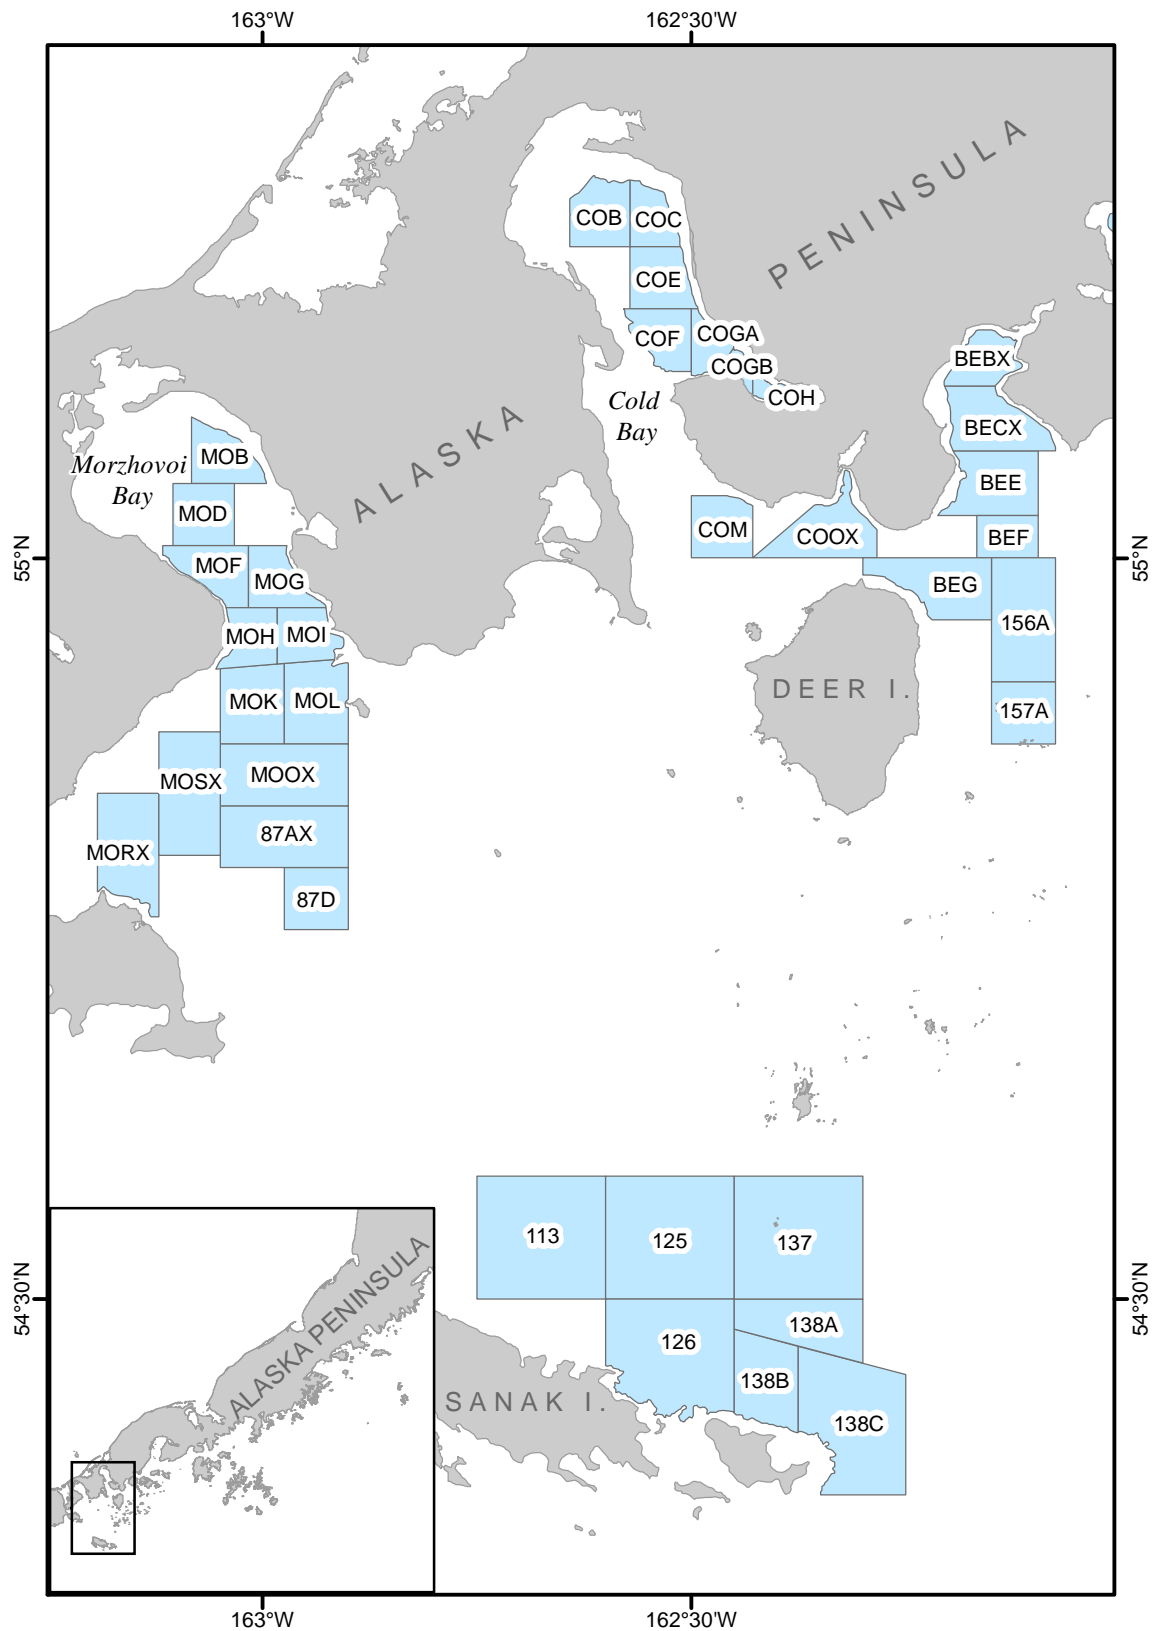 163°W
162°30'W
PENINSULA
COB
COC
COE
COF
COGA
COGB
COH
BEBX
BECX
BEE
BEF
Cold
Bay
ALASKA
MOB
Morzhovoi
Bay
MOD
COM
COOX
55°N
55°N
MOF
MOG
BEG
156A
MOH
MOI
DEER I.
MOK
MOL
157A
MOSX
MOOX
87AX
MORX
87D
113
125
137
54°30'N
54°30'N
138A
126
138B
138C
SANAK I.
ALASKA PENINSULA
163°W
162°30'W